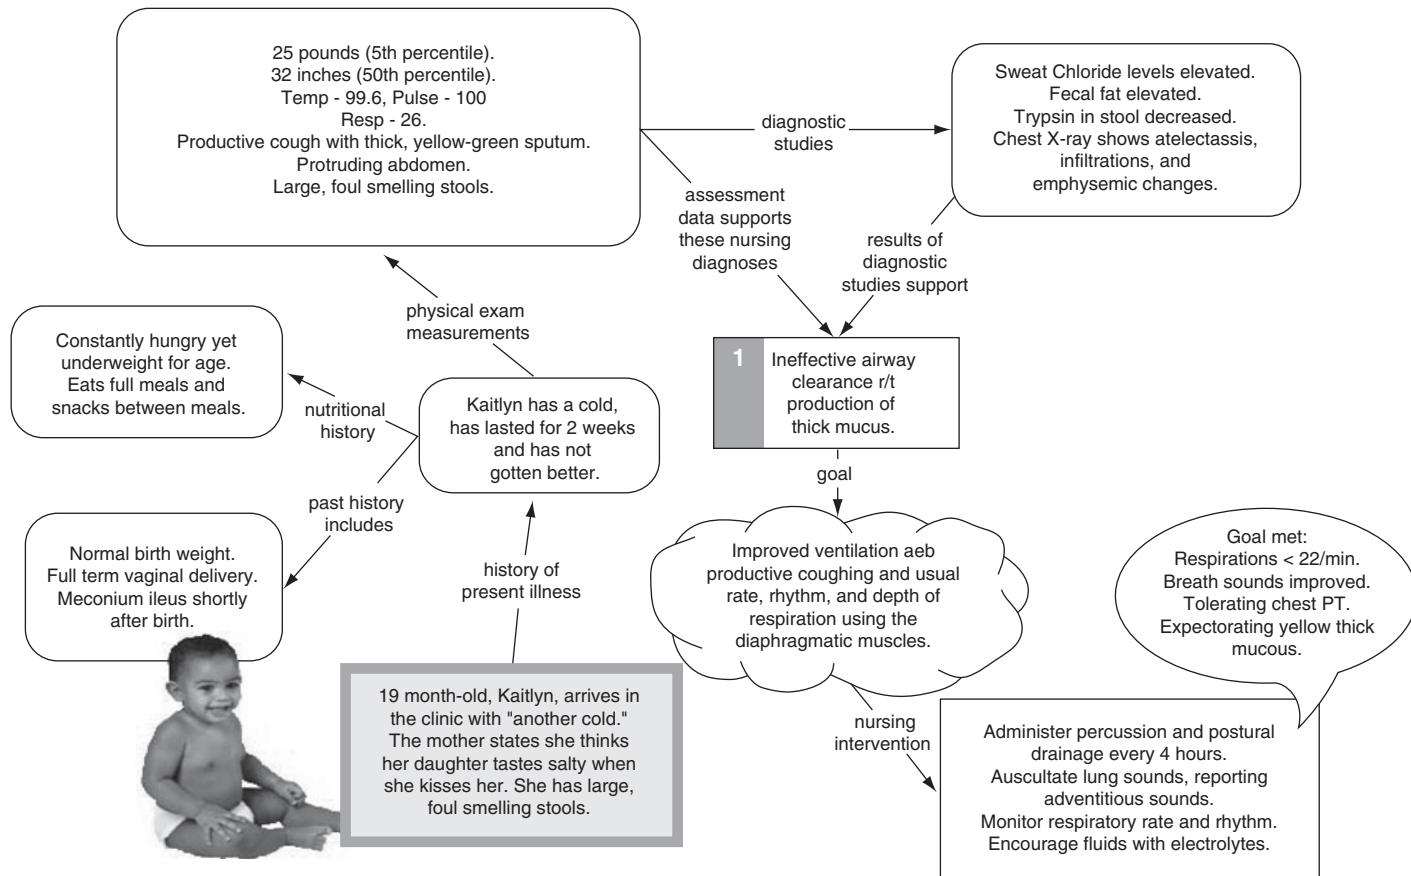 25 pounds (5th percentile).
32 inches (50th percentile).
Temp - 99.6, Pulse - 100
Resp - 26.
Productive cough with thick, yellow-green sputum.
Protruding abdomen.
Large, foul smelling stools.
diagnostic
studies
Sweat Chloride levels elevated.
Fecal fat elevated.
Trypsin in stool decreased.
Chest X-ray shows atelectassis,
infiltrations, and
emphysemic changes.
assessment
data supports
these nursing
diagnoses
results of
diagnostic
studies support
physical exam
measurements
Constantly hungry yet
underweight for age.
Eats full meals and
snacks between meals.
nutritional
history
Kaitlyn has a cold,
has lasted for 2 weeks
and has not
gotten better.
1
Ineffective airway
clearance r/t
production of
thick mucus.
goal
past history
includes
Normal birth weight.
Full term vaginal delivery.
Meconium ileus shortly
after birth.
history of
present illness
Improved ventilation aeb
productive coughing and usual
rate, rhythm, and depth of
respiration using the
diaphragmatic muscles.
Goal met:
Respirations < 22/min.
Breath sounds improved.
Tolerating chest PT.
Expectorating yellow thick
mucous.
19 month-old, Kaitlyn, arrives in
the clinic with "another cold."
The mother states she thinks
her daughter tastes salty when
she kisses her. She has large,
foul smelling stools.
nursing
intervention
Administer percussion and postural
drainage every 4 hours.
Auscultate lung sounds, reporting
adventitious sounds.
Monitor respiratory rate and rhythm.
Encourage fluids with electrolytes.